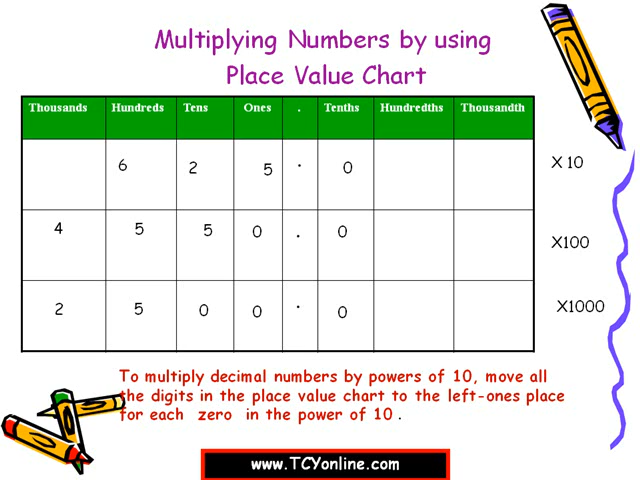 Multiplying Numbers by using
Place Value Chart
Thousands Hundreds Tens Ones . Tenths Hundredths Thousandth
6 2 5 . 0 X 10
4 5 5 0 . 0 X100
2 5 0 0 . 0 X1000
To multiply decimal numbers by powers of 10, move all
the digits in the place value chart to the left-ones place
for each zero in the power of 10 .
www.TCYonline.com